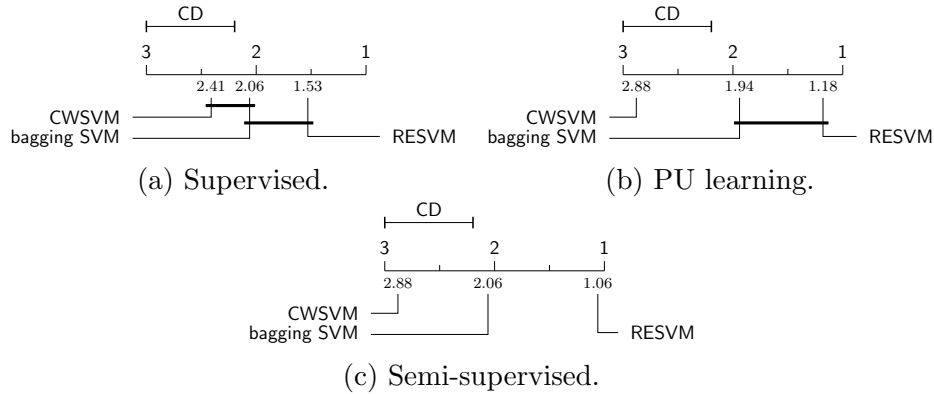 CD
3 2 1
2.41 2.06 1.53
CWSVM
bagging SVM
RESVM
(a) Supervised.
CD
3 2 1
2.88 1.94 1.18
CWSVM
bagging SVM
RESVM
(b) PU learning.
CD
3 2 1
2.88 2.06 1.06
CWSVM
bagging SVM
RESVM
(c) Semi-supervised.